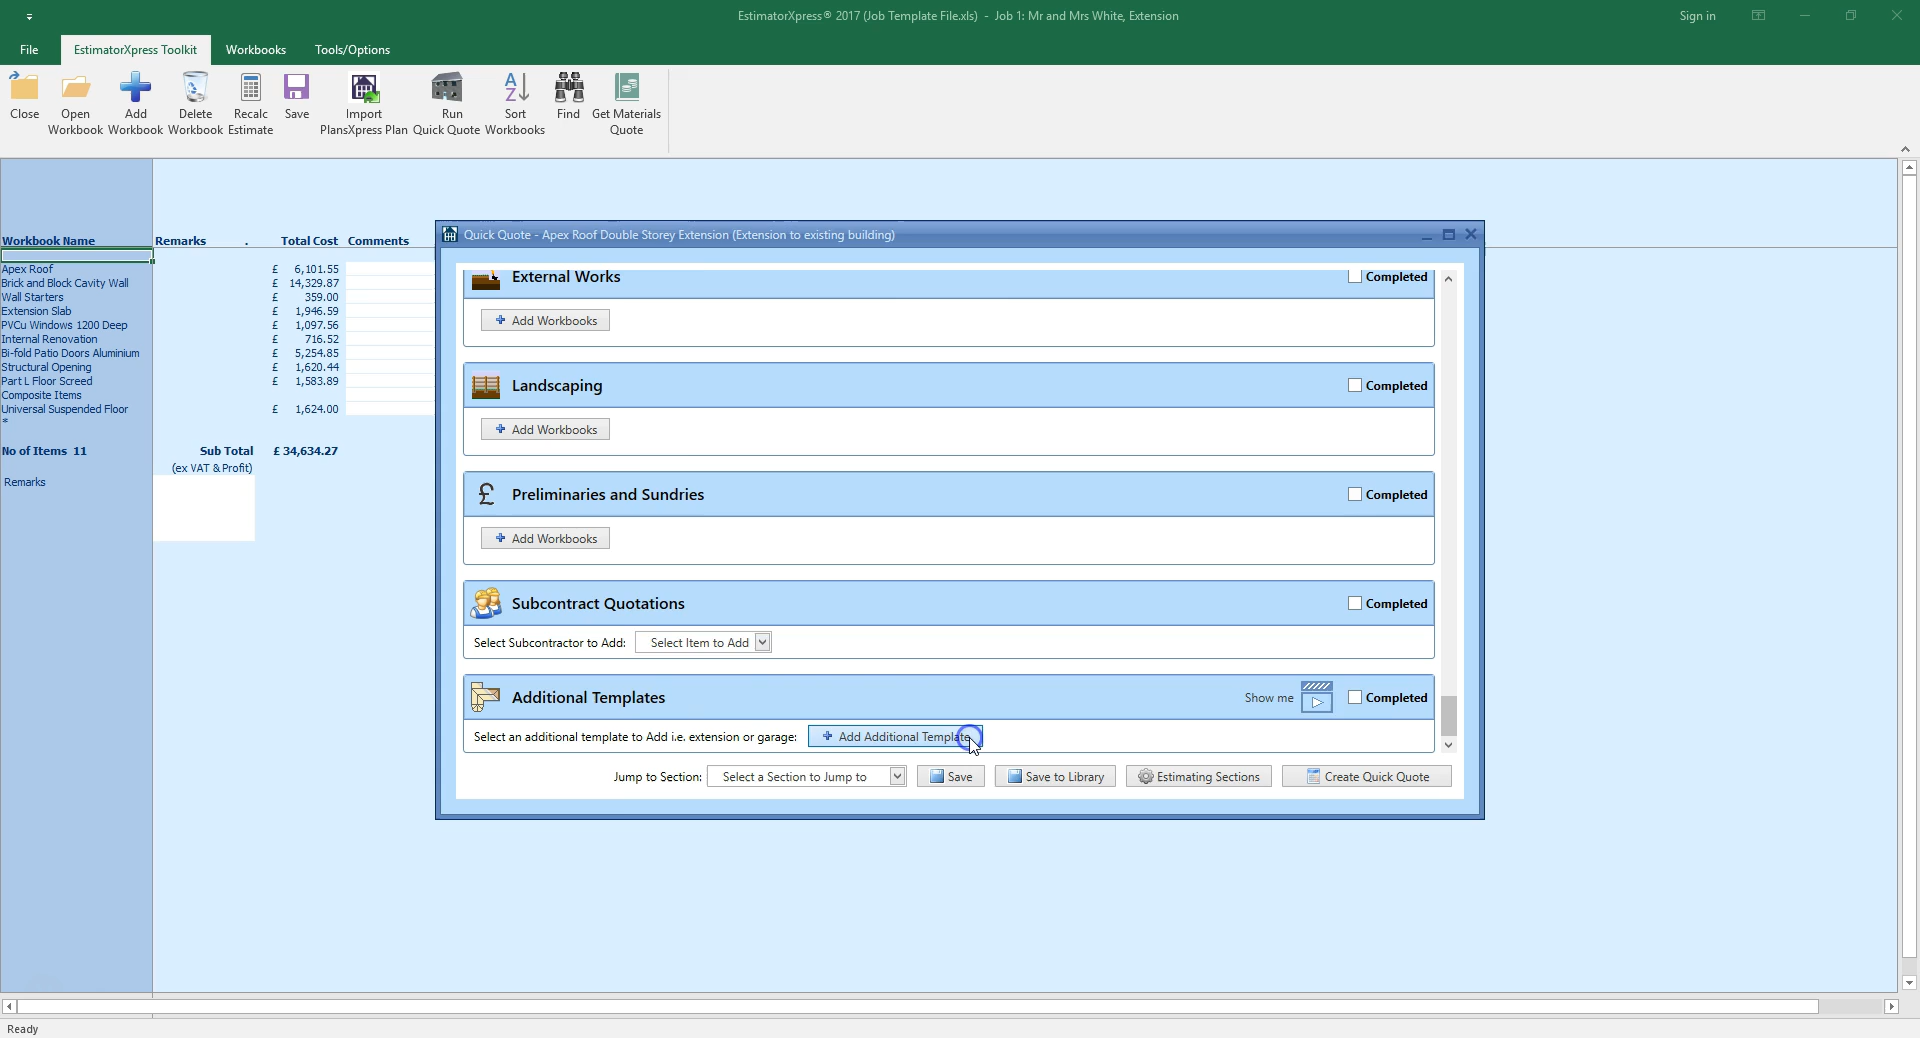 EstimatorXpress® 2017 (Job Template File.xls) - Job 1: Mr and Mrs White, Extension
Sign in
File
EstimatorXpress Toolkit
Workbooks
Tools/Options
Close
Open Workbook
Add Workbook
Delete Workbook
Recalc Estimate
Save
Import PlansXpress Plan
Run Quick Quote
Sort Workbooks
Find
Get Materials Quote
Workbook Name Remarks . Total Cost Comments
Apex Roof £ 6,101.55
Brick and Block Cavity Wall £ 14,329.87
Wall Starters £ 359.00
Extension Slab £ 1,946.59
PVCu Windows 1200 Deep £ 1,097.56
Internal Renovation £ 716.52
Bi-fold Patio Doors Aluminium £ 5,254.85
Structural Opening £ 1,620.44
Part L Floor Screed £ 1,583.89
Composite Items
Universal Suspended Floor £ 1,624.00
*
No of Items 11 Sub Total £ 34,634.27
(ex VAT & Profit)
Remarks
Quick Quote - Apex Roof Double Storey Extension (Extension to existing building)
External Works Completed
Add Workbooks
Landscaping Completed
Add Workbooks
£ Preliminaries and Sundries Completed
Add Workbooks
Subcontract Quotations Completed
Select Subcontractor to Add: Select Item to Add
Additional Templates Show me Completed
Select an additional template to Add i.e. extension or garage: Add Additional Template
Jump to Section: Select a Section to Jump to Save Save to Library Estimating Sections Create Quick Quote
Ready